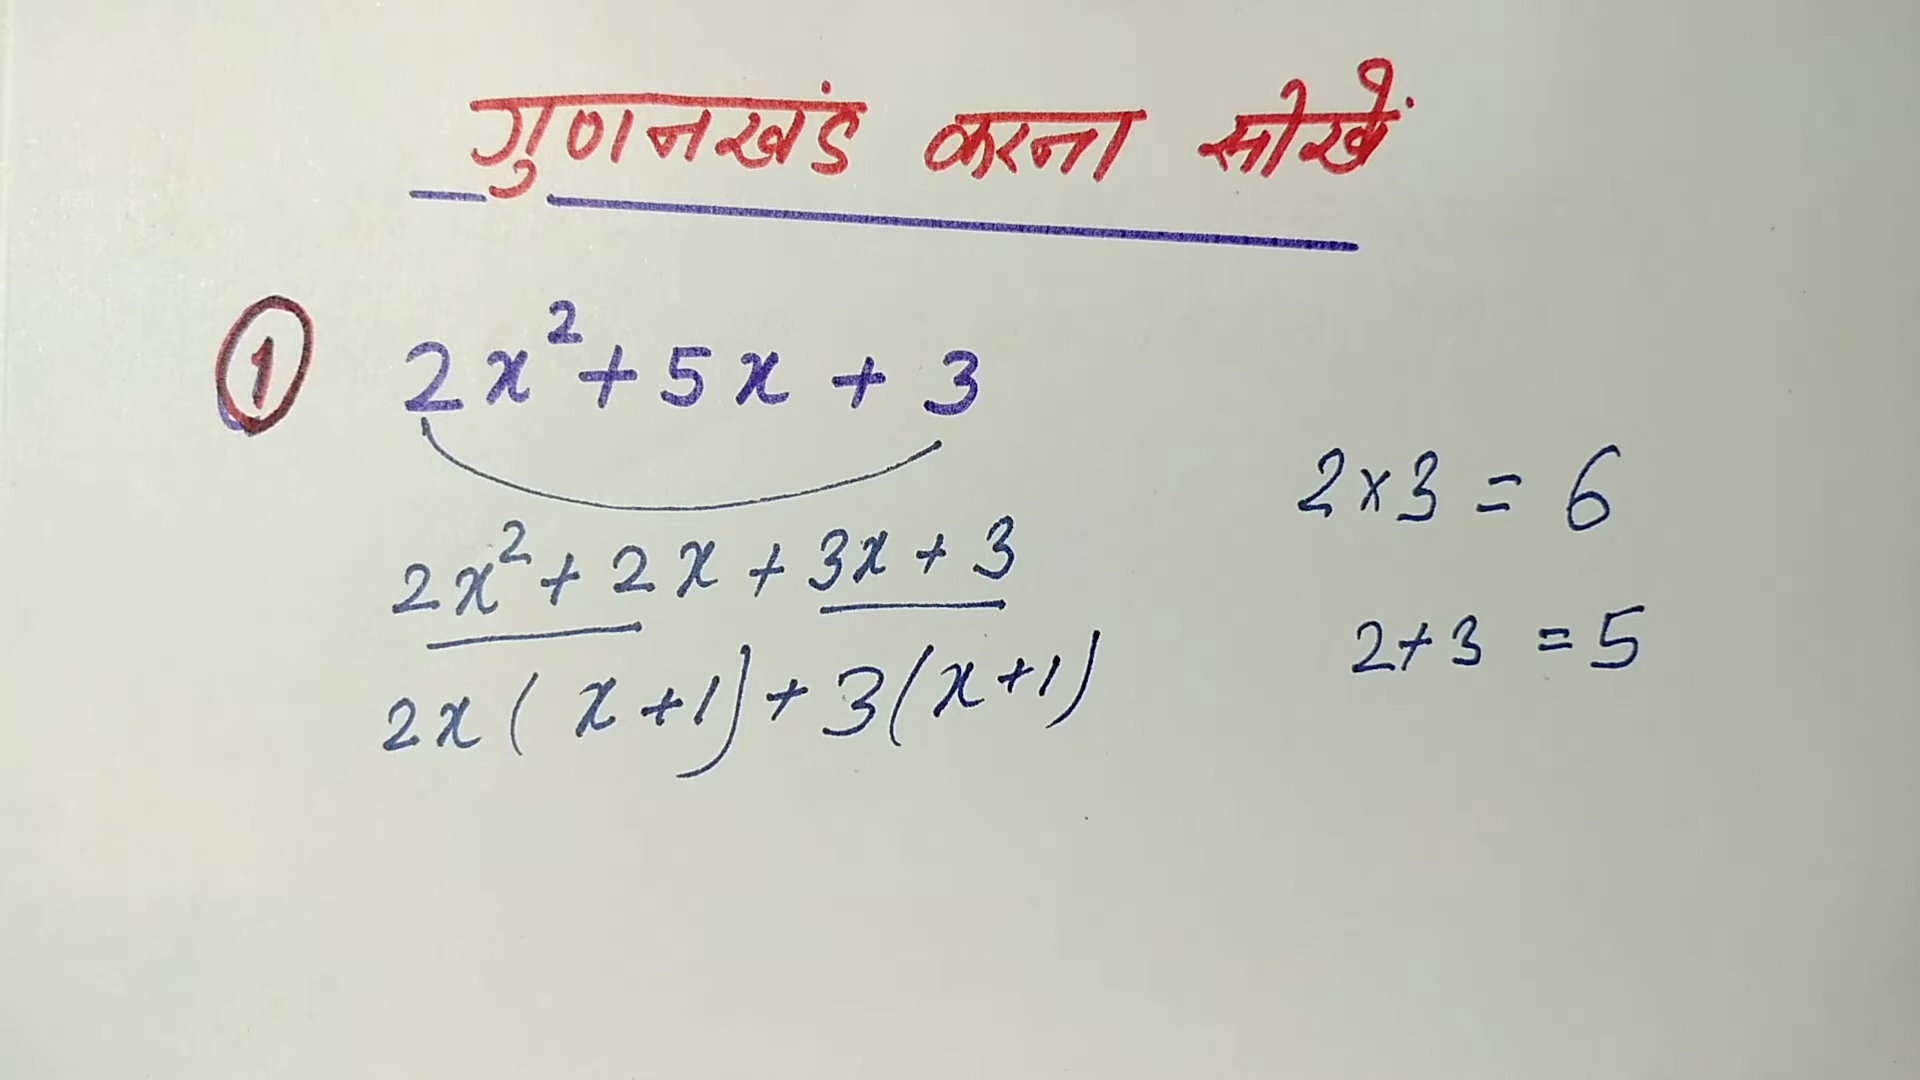 गुणनखंड करना सीखें
① 2x² + 5x + 3
2×3 = 6
2x² + 2x + 3x + 3
2+3 = 5
2x(x+1)+3(x+1)